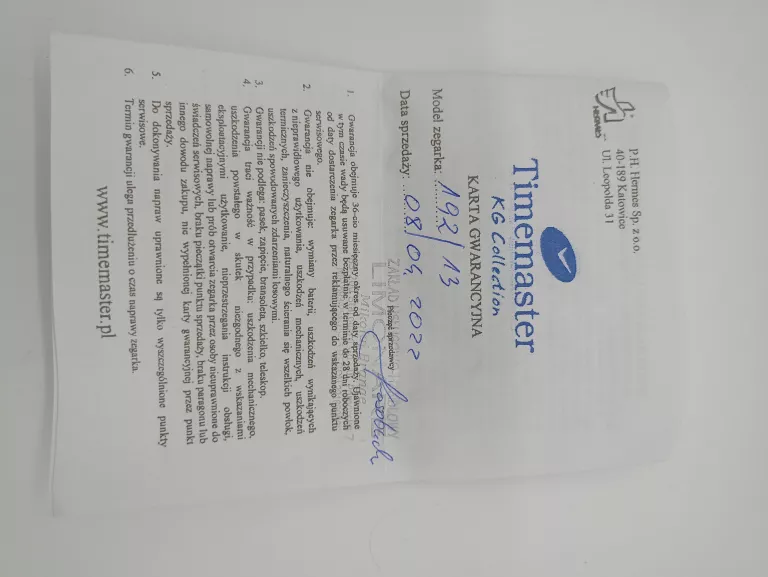 P.H. Hermes Sp. z o.o.
40-189 Katowice
Ul. Leopolda 31
HERMES
Timemaster
KG Collection
KARTA GWARANCYJNA
Model zegarka: 192/13
Data sprzedaży: 08/04.2022
Pieczęć sprzedawcy
1. Gwarancja obejmuje 36-cio miesięczny okres od daty sprzedaży. Ujawnione
w tym czasie wady będą usuwane bezpłatnie w terminie do 28 dni roboczych
od daty dostarczenia zegarka przez reklamującego do wskazanego punktu
serwisowego.
2. Gwarancja nie obejmuje: wymiany baterii, uszkodzeń wynikających
z nieprawidłowego użytkowania, uszkodzeń mechanicznych, uszkodzeń
termicznych, zanieczyszczenia, naturalnego ścierania się wszelkich powłok,
uszkodzeń spowodowanych zdarzeniami losowymi.
3. Gwarancji nie podlega: pasek, zapięcie, bransoleta, szkiełko, teleskop.
4. Gwarancja traci ważność w przypadku: uszkodzenia mechanicznego,
uszkodzenia powstałego w skutek niezgodnego z wskazaniami
eksploatacyjnymi użytkowanie, nieprzestrzegania instrukcji obsługi,
samowolnej naprawy lub prób otwarcia zegarka przez osoby nieuprawnione do
świadczeń serwisowych, braku pieczątki punktu sprzedaży, braku paragonu lub
innego dowodu zakupu, nie wypełnionej karty gwarancyjnej przez punkt
sprzedaży.
5. Do dokonywania napraw uprawnione są tylko wyszczególnione punkty
serwisowe.
6. Termin gwarancji ulega przedłużeniu o czas naprawy zegarka.
www.timemaster.pl